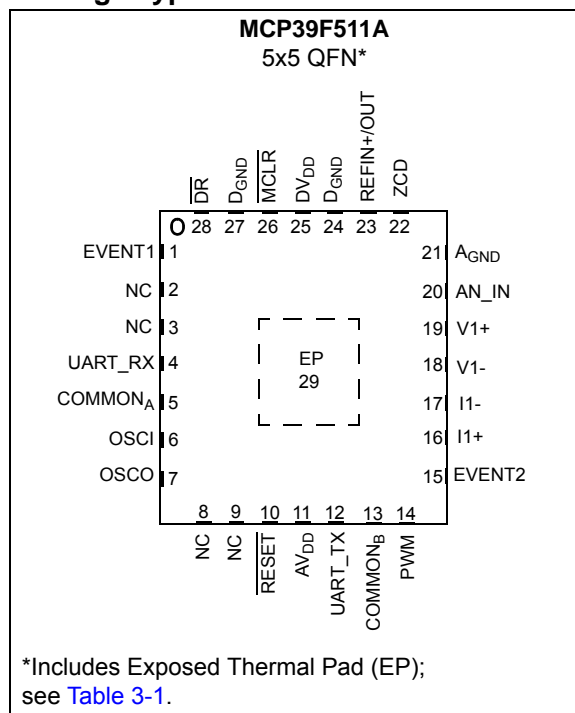 MCP39F511A
5x5 QFN*
DR
DGND
MCLR
DVDD
DGND
REFIN+/OUT
ZCD
28 27 26 25 24 23 22
EVENT1 1
NC 2
NC 3
UART_RX 4
COMMONA 5
OSCI 6
OSCO 7
21 AGND
20 AN_IN
19 V1+
18 V1-
17 I1-
16 I1+
15 EVENT2
EP
29
8 9 10 11 12 13 14
NC
NC
RESET
AVDD
UART_TX
COMMONB
PWM
*Includes Exposed Thermal Pad (EP);
see Table 3-1.